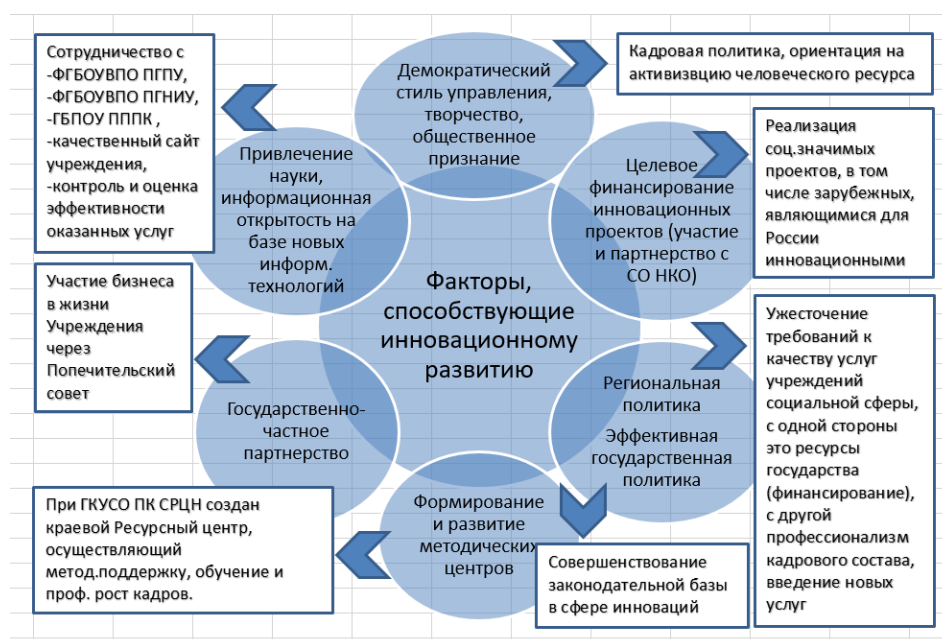 Сотрудничество с
-ФГБОУВПО ПГПУ,
-ФГБОУВПО ПГНИУ,
-ГБПОУ ПППК ,
-качественный сайт
учреждения,
-контроль и оценка
эффективности
оказанных услуг
Демократический
стиль управления,
творчество,
общественное
признание
Кадровая политика, ориентация на
активизвцию человеческого ресурса
Привлечение
науки,
информационная
открытость на
базе новых
информ.
технологий
Целевое
финансирование
инновационных
проектов (участие
и партнерство с
СО НКО)
Реализация
соц.значимых
проектов, в том
числе зарубежных,
являющимися для
России
инновационными
Факторы,
способствующие
инновационному
развитию
Участие бизнеса
в жизни
Учреждения
через
Попечительский
совет
Государственно-
частное
партнерство
Региональная
политика
Эффективная
государственная
политика
Ужесточение
требований к
качеству услуг
учреждений
социальной сферы,
с одной стороны
это ресурсы
государства
(финансирование),
с другой
профессионализм
кадрового состава,
введение новых
услуг
При ГКУСО ПК СРЦН создан
краевой Ресурсный центр,
осуществляющий
метод.поддержку, обучение и
проф. рост кадров.
Формирование
и развитие
методических
центров
Совершенствование
законодательной базы
в сфере инноваций